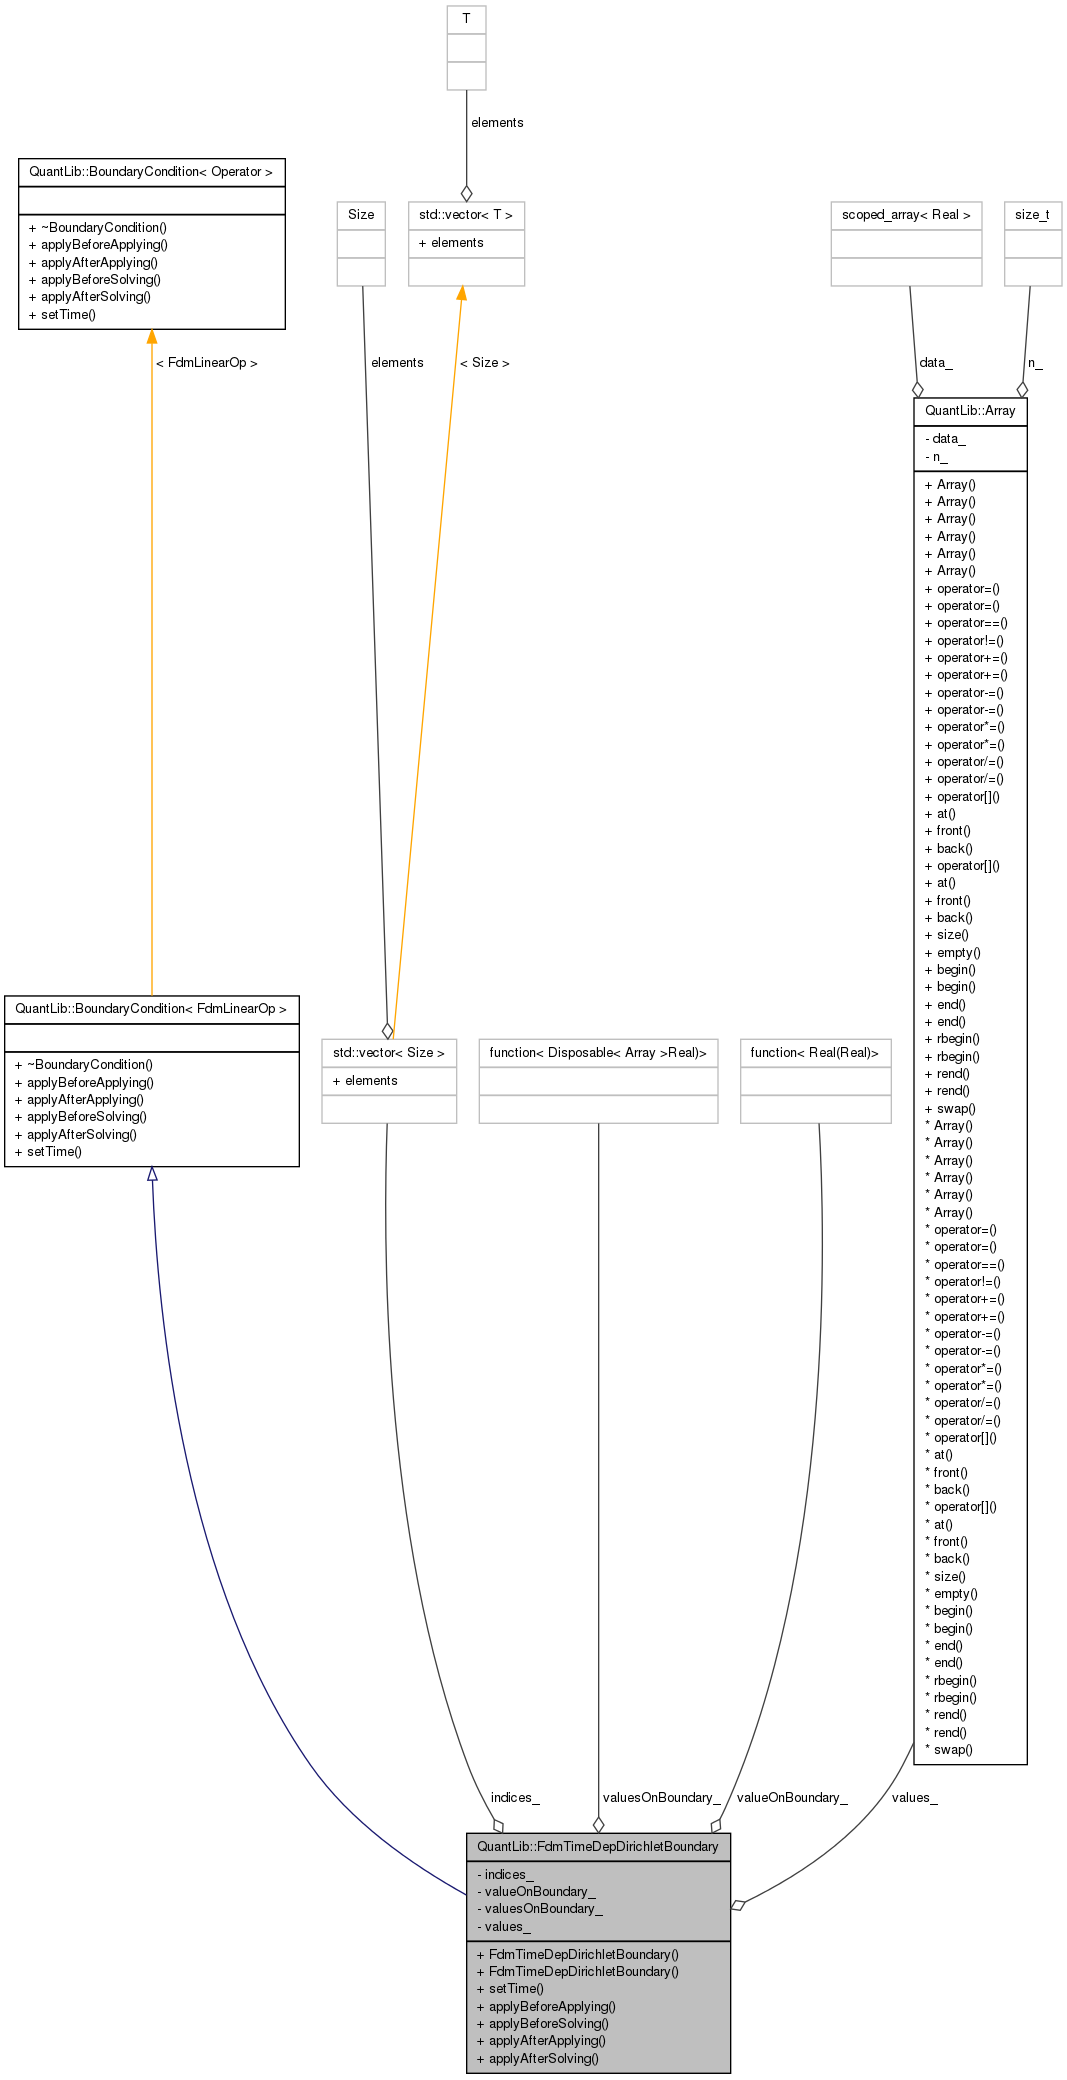 T
elements
QuantLib::BoundaryCondition< Operator >
+ ~BoundaryCondition()
+ applyBeforeApplying()
+ applyAfterApplying()
+ applyBeforeSolving()
+ applyAfterSolving()
+ setTime()
Size
std::vector< T >
+ elements
scoped_array< Real >
size_t
< FdmLinearOp >
elements
< Size >
data_
n_
QuantLib::Array
- data_
- n_
+ Array()
+ Array()
+ Array()
+ Array()
+ Array()
+ Array()
+ operator=()
+ operator=()
+ operator==()
+ operator!=()
+ operator+=()
+ operator+=()
+ operator-=()
+ operator-=()
+ operator*=()
+ operator*=()
+ operator/=()
+ operator/=()
+ operator[]()
+ at()
+ front()
+ back()
+ operator[]()
+ at()
+ front()
+ back()
+ size()
+ empty()
+ begin()
+ begin()
+ end()
+ end()
+ rbegin()
+ rbegin()
+ rend()
+ rend()
+ swap()
* Array()
* Array()
* Array()
* Array()
* Array()
* Array()
* operator=()
* operator=()
* operator==()
* operator!=()
* operator+=()
* operator+=()
* operator-=()
* operator-=()
* operator*=()
* operator*=()
* operator/=()
* operator/=()
* operator[]()
* at()
* front()
* back()
* operator[]()
* at()
* front()
* back()
* size()
* empty()
* begin()
* begin()
* end()
* end()
* rbegin()
* rbegin()
* rend()
* rend()
* swap()
QuantLib::BoundaryCondition< FdmLinearOp >
+ ~BoundaryCondition()
+ applyBeforeApplying()
+ applyAfterApplying()
+ applyBeforeSolving()
+ applyAfterSolving()
+ setTime()
std::vector< Size >
+ elements
function< Disposable< Array >Real)>
function< Real(Real)>
indices_
valuesOnBoundary_
valueOnBoundary_
values_
QuantLib::FdmTimeDepDirichletBoundary
- indices_
- valueOnBoundary_
- valuesOnBoundary_
- values_
+ FdmTimeDepDirichletBoundary()
+ FdmTimeDepDirichletBoundary()
+ setTime()
+ applyBeforeApplying()
+ applyBeforeSolving()
+ applyAfterApplying()
+ applyAfterSolving()